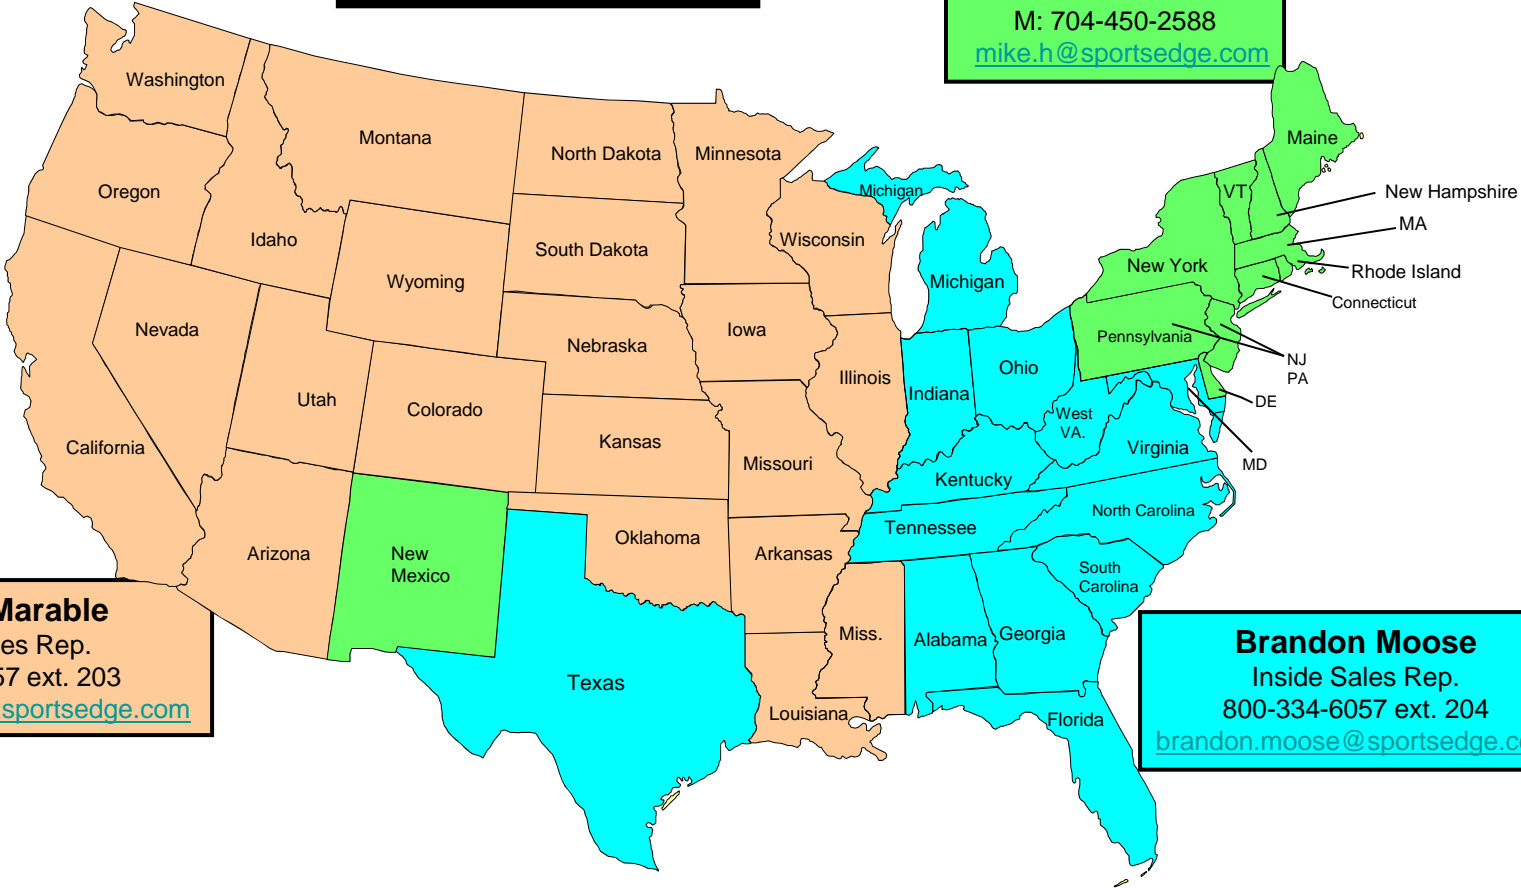 M: 704-450-2588
mike.h@sportsedge.com
Washington
Oregon
California
Nevada
Idaho
Montana
Wyoming
Utah
Arizona
Colorado
New
Mexico
North Dakota
South Dakota
Nebraska
Kansas
Oklahoma
Texas
Minnesota
Iowa
Missouri
Arkansas
Louisiana
Wisconsin
Illinois
Miss.
Michigan
Michigan
Indiana
Ohio
Kentucky
Tennessee
Alabama
Georgia
Florida
South
Carolina
North Carolina
Virginia
West
VA.
Pennsylvania
New York
VT
Maine
New Hampshire
MA
Rhode Island
Connecticut
NJ
PA
DE
MD
Marable
es Rep.
57 ext. 203
sportsedge.com
Brandon Moose
Inside Sales Rep.
800-334-6057 ext. 204
brandon.moose@sportsedge.c